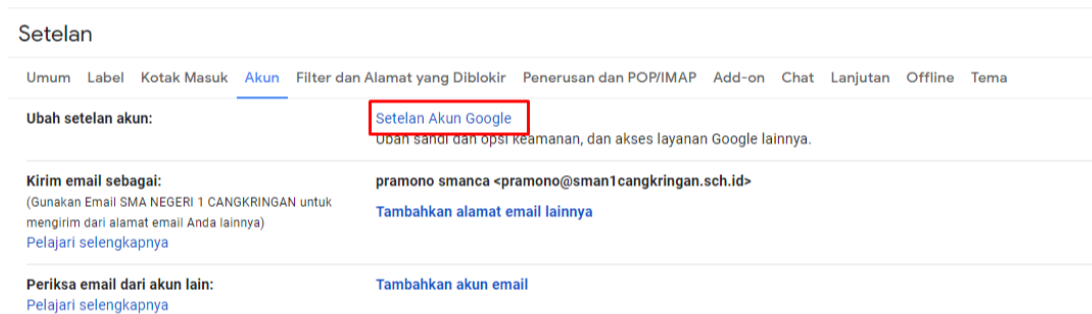 Setelan
Umum Label Kotak Masuk Akun Filter dan Alamat yang Diblokir Penerusan dan POP/IMAP Add-on Chat Lanjutan Offline Tema
Ubah setelan akun: Setelan Akun Google
Ubah sandi dan opsi keamanan, dan akses layanan Google lainnya.
Kirim email sebagai: pramono smanca <pramono@sman1cangkringan.sch.id>
(Gunakan Email SMA NEGERI 1 CANGKRINGAN untuk
mengirim dari alamat email Anda lainnya)
Tambahkan alamat email lainnya
Pelajari selengkapnya
Periksa email dari akun lain: Tambahkan akun email
Pelajari selengkapnya